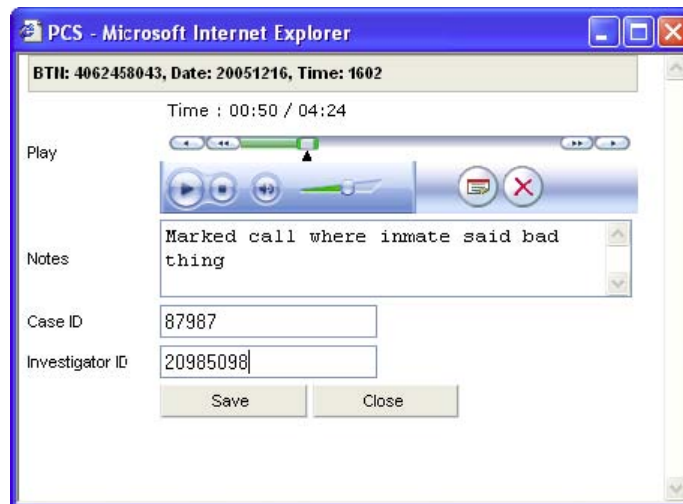 PCS - Microsoft Internet Explorer
BTN: 4062458043, Date: 20051216, Time: 1602
Time : 00:50 / 04:24
Play
Marked call where inmate said bad
thing
Notes
Case ID
87987
Investigator ID
20985098
Save
Close